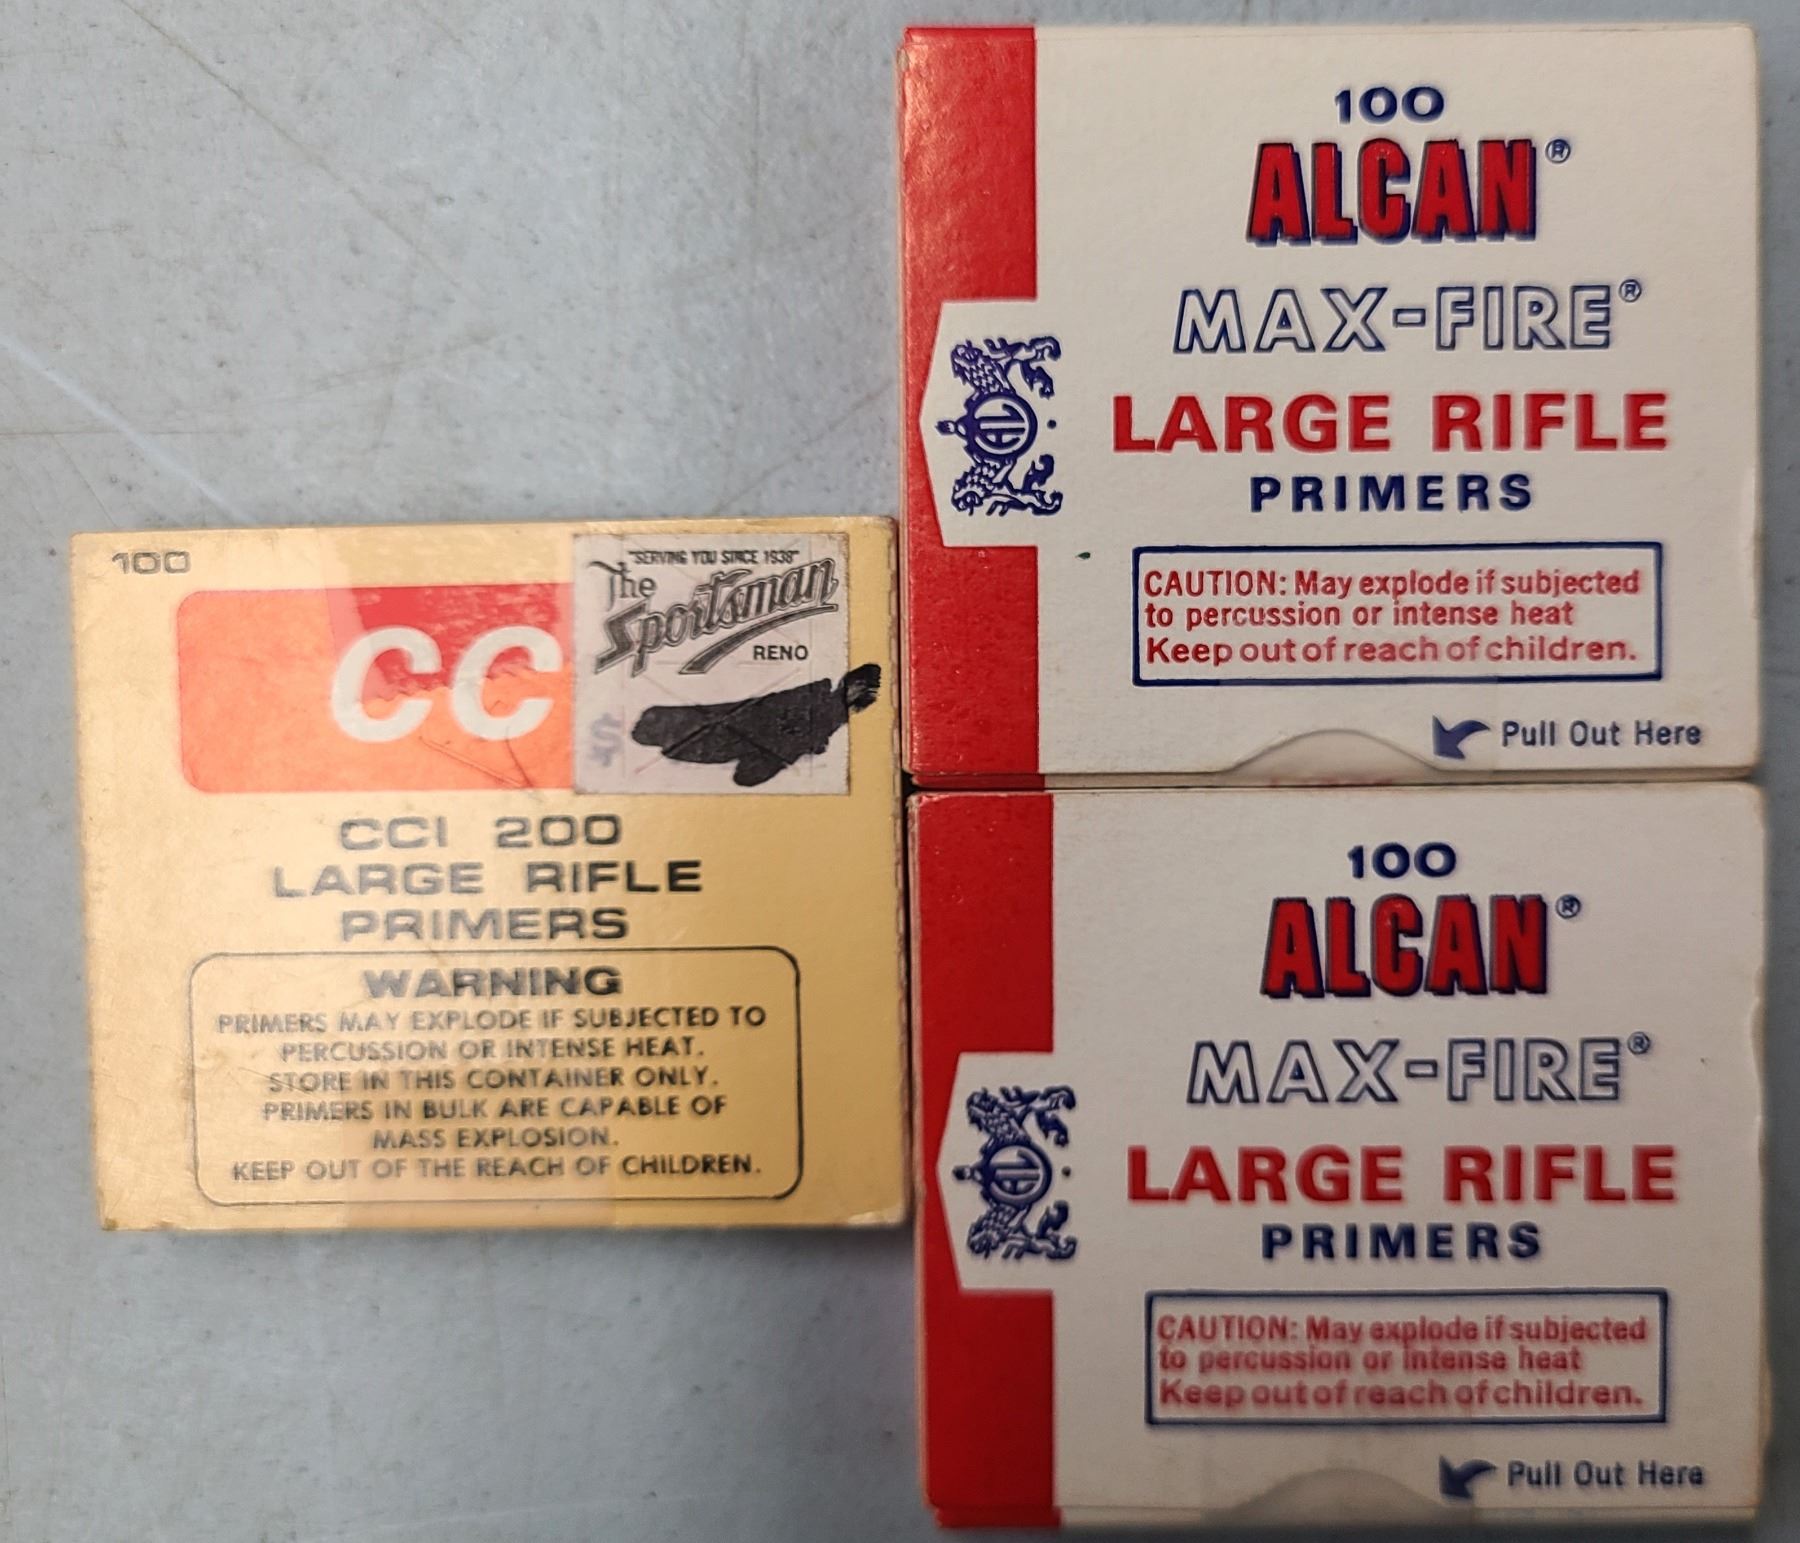 100
CC
"SERVING YOU SINCE 1938"
The
Sportsman
RENO
CCI 200
LARGE RIFLE
PRIMERS
WARNING
PRIMERS MAY EXPLODE IF SUBJECTED TO
PERCUSSION OR INTENSE HEAT.
STORE IN THIS CONTAINER ONLY.
PRIMERS IN BULK ARE CAPABLE OF
MASS EXPLOSION.
KEEP OUT OF THE REACH OF CHILDREN.
100
ALCAN®
MAX-FIRE®
LARGE RIFLE
PRIMERS
CAUTION: May explode if subjected
to percussion or intense heat
Keep out of reach of children.
Pull Out Here
100
ALCAN®
MAX-FIRE®
LARGE RIFLE
PRIMERS
CAUTION: May explode if subjected
to percussion or intense heat
Keep out of reach of children.
Pull Out Here